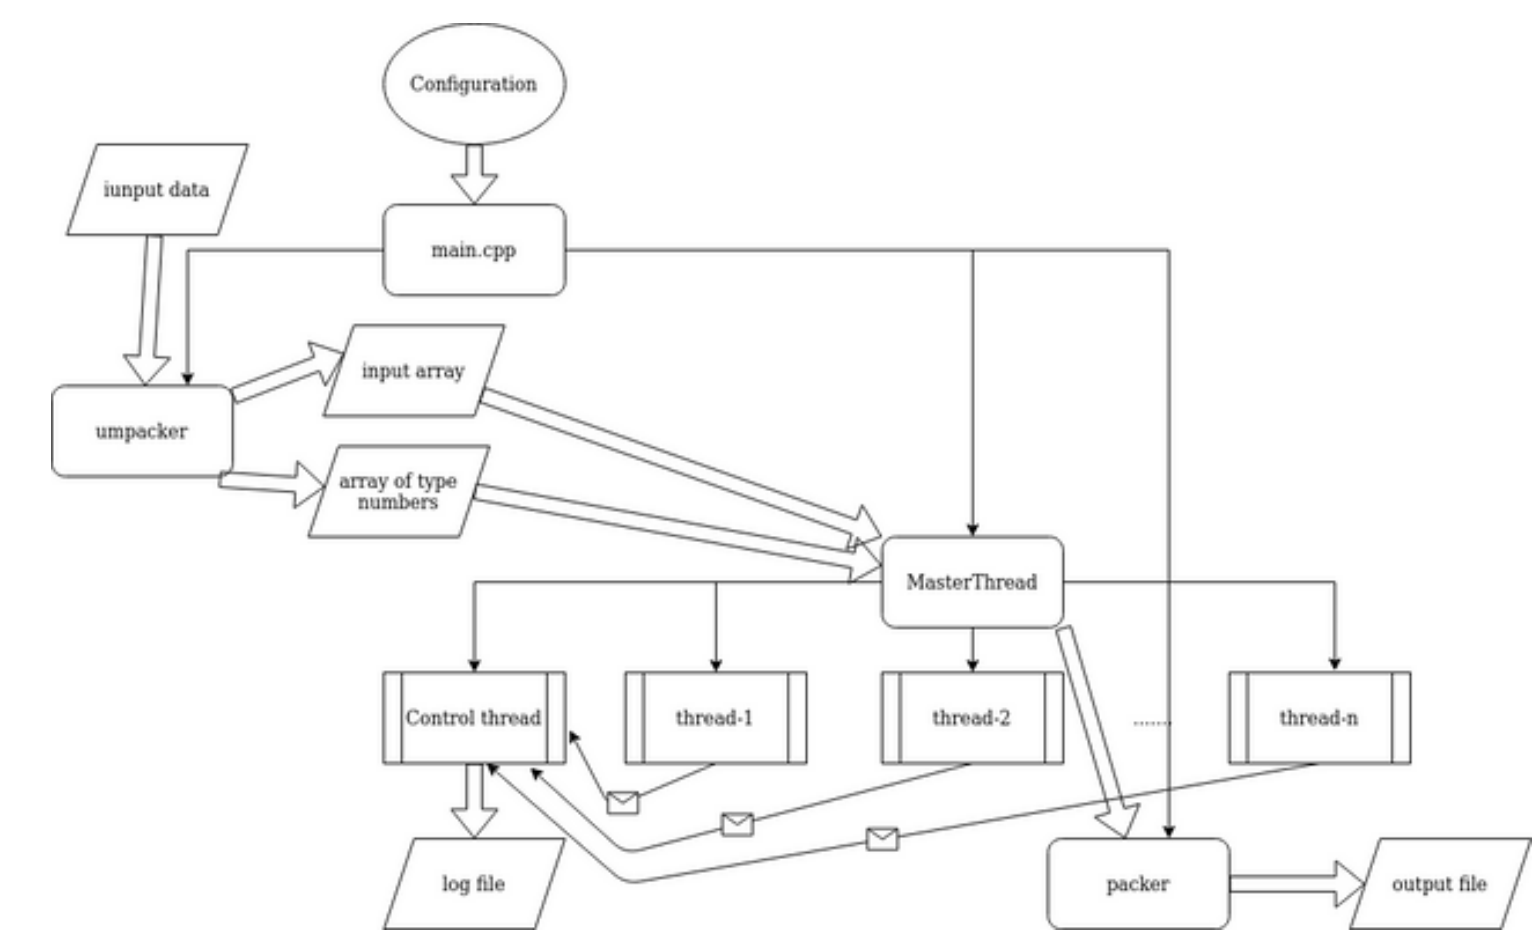 Configuration
iunput data
main.cpp
input array
umpacker
array of type
numbers
MasterThread
Control thread
thread-1
thread-2
.......
thread-n
log file
packer
output file